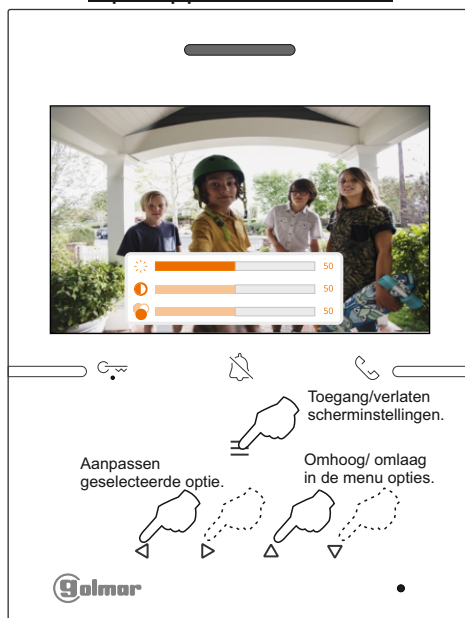 50
50
50
Toegang/verlaten
scherminstellingen.
Aanpassen
geselecteerde optie.
Omhoog/ omlaag
in de menu opties.
golmar